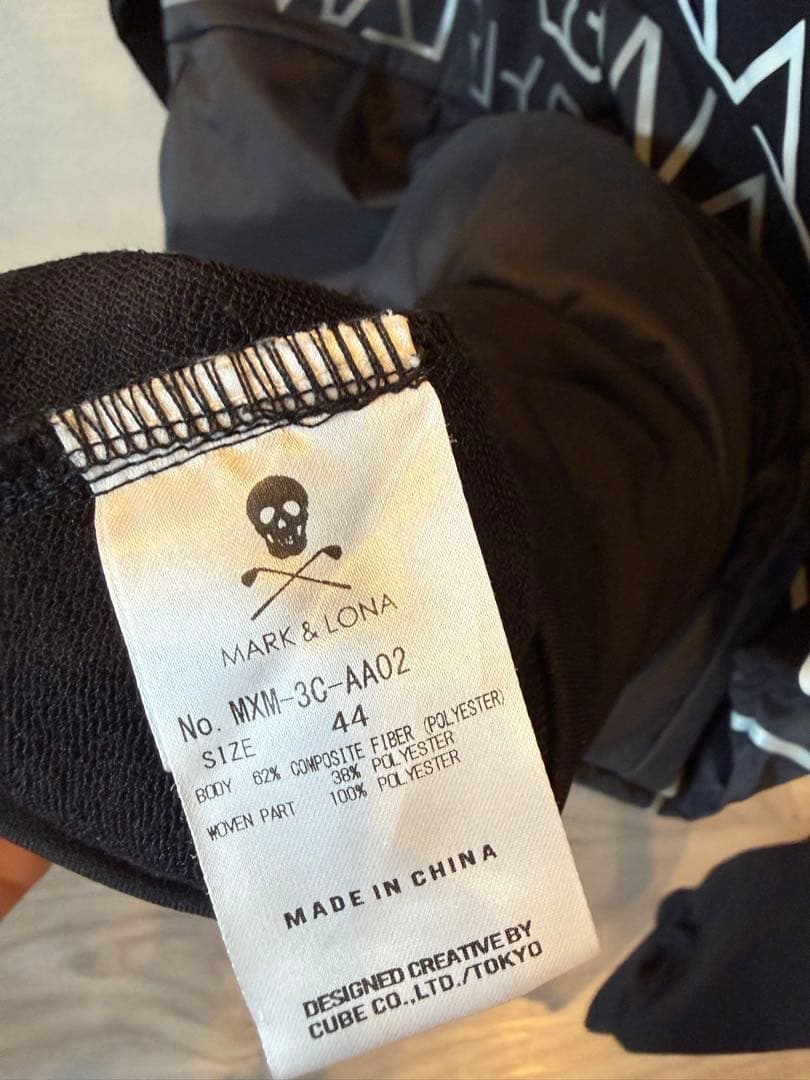 MARK & LONA
No. MXM-3C-AA02
SIZE 44
BODY 62% COMPOSITE FIBER (POLYESTER)
38% POLYESTER
WOVEN PART 100% POLYESTER
MADE IN CHINA
DESIGNED CREATIVE BY
CUBE CO.,LTD./TOKYO